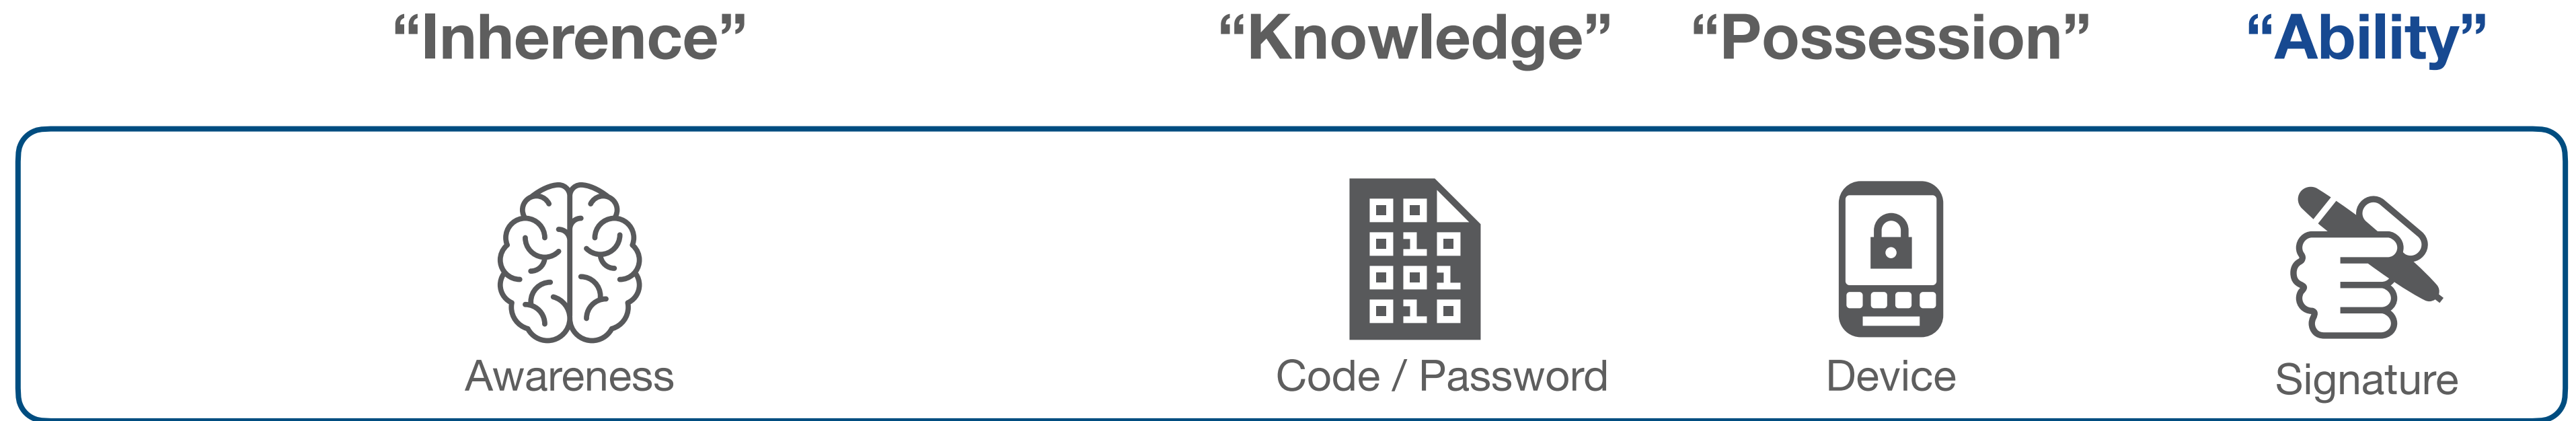 “Inherence” “Knowledge” “Possession” “Ability”
Awareness Code / Password Device Signature